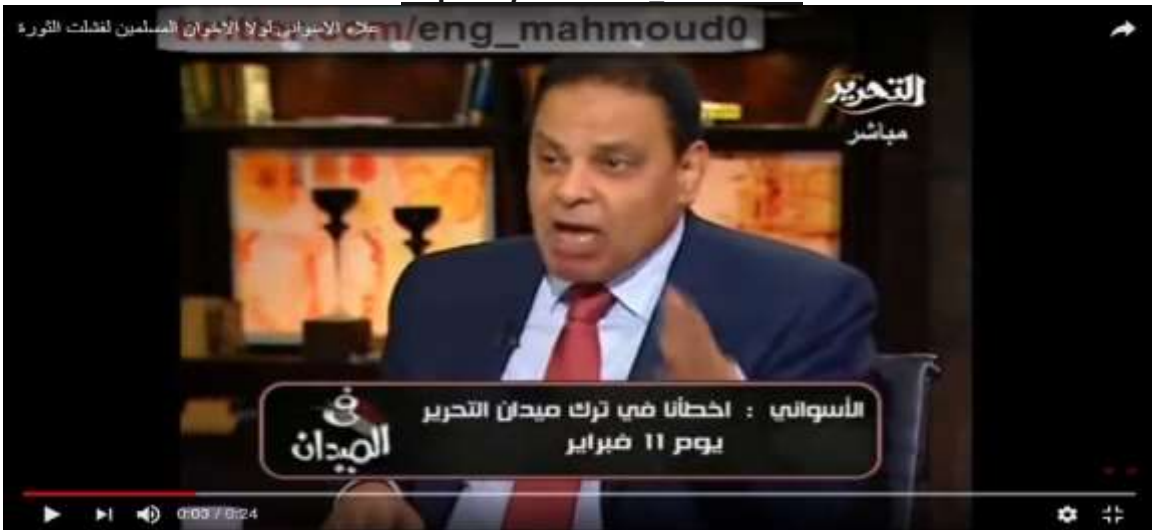 علاء الاسواني لولا الاخوان المسلمين لفشلت الثورة
/eng_mahmoud0
التحرير
مباشر
الأسواني : اخطأنا في ترك ميدان التحرير
يوم 11 فبراير
في
الميدان
0:03 / 0:24